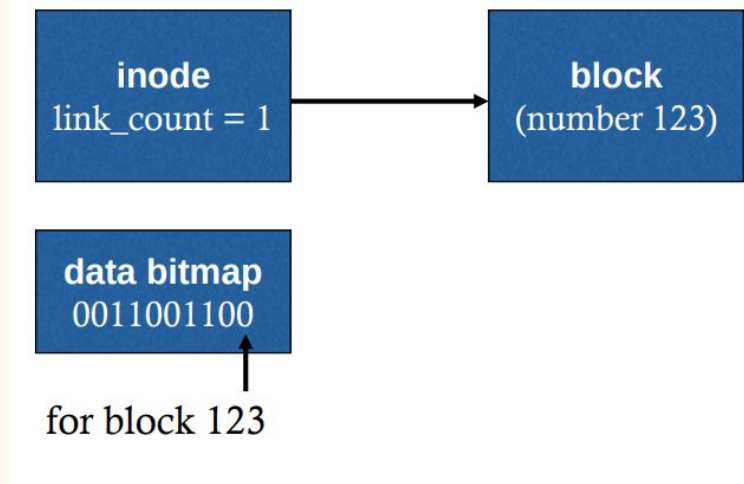 inode
link_count = 1
block
(number 123)
data bitmap
0011001100
for block 123